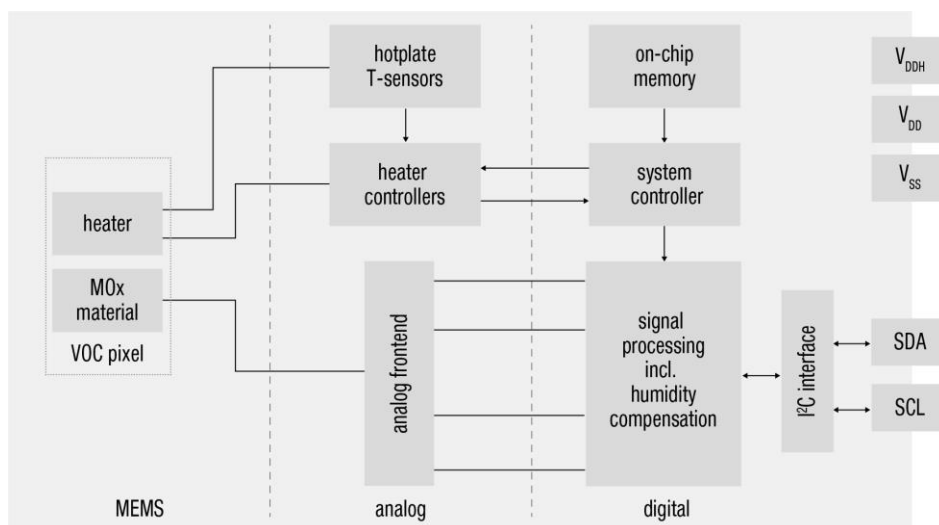 hotplate
T-sensors
on-chip
memory
V_DDH
V_DD
V_SS
heater
controllers
system
controller
heater
MOx
material
VOC pixel
analog frontend
signal
processing
incl.
humidity
compensation
I²C interface
SDA
SCL
MEMS
analog
digital